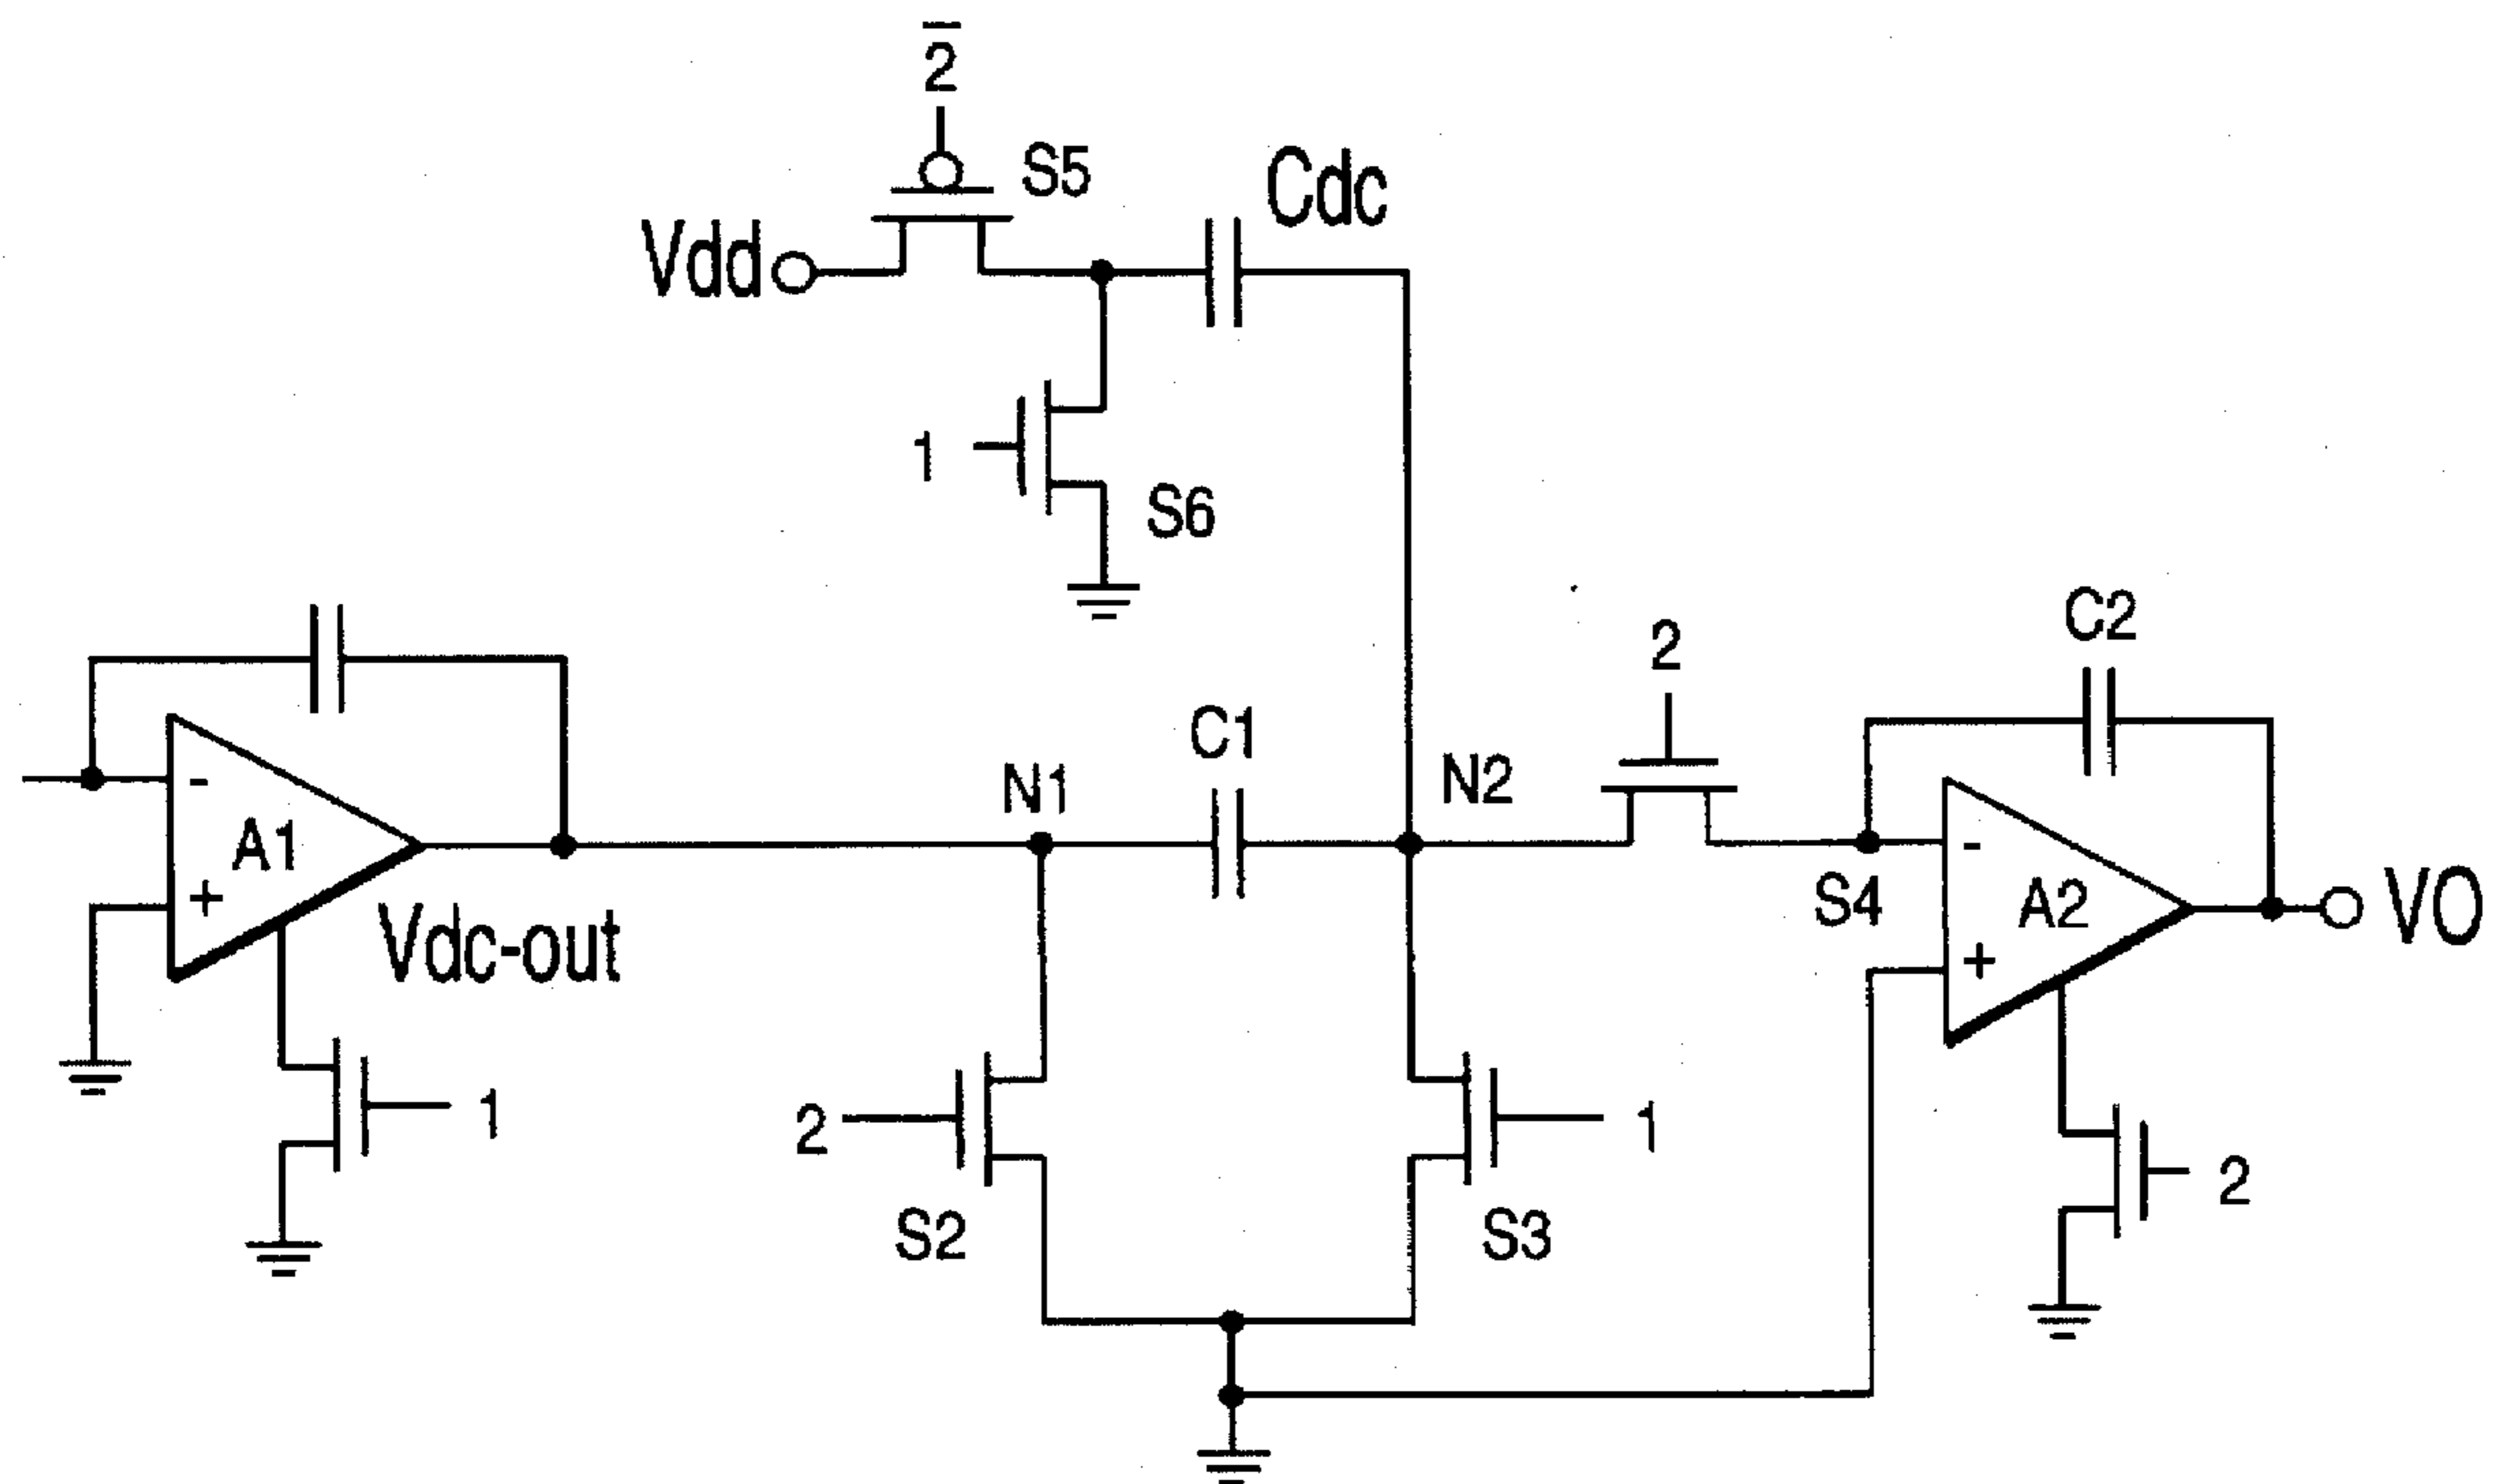 2̅
S5
Cdc
Vdd
1
S6
C2
2
C1
N1
N2
-
A1
+
Vdc-out
S4
-
A2
+
VO
1
2
1
2
S2
S3